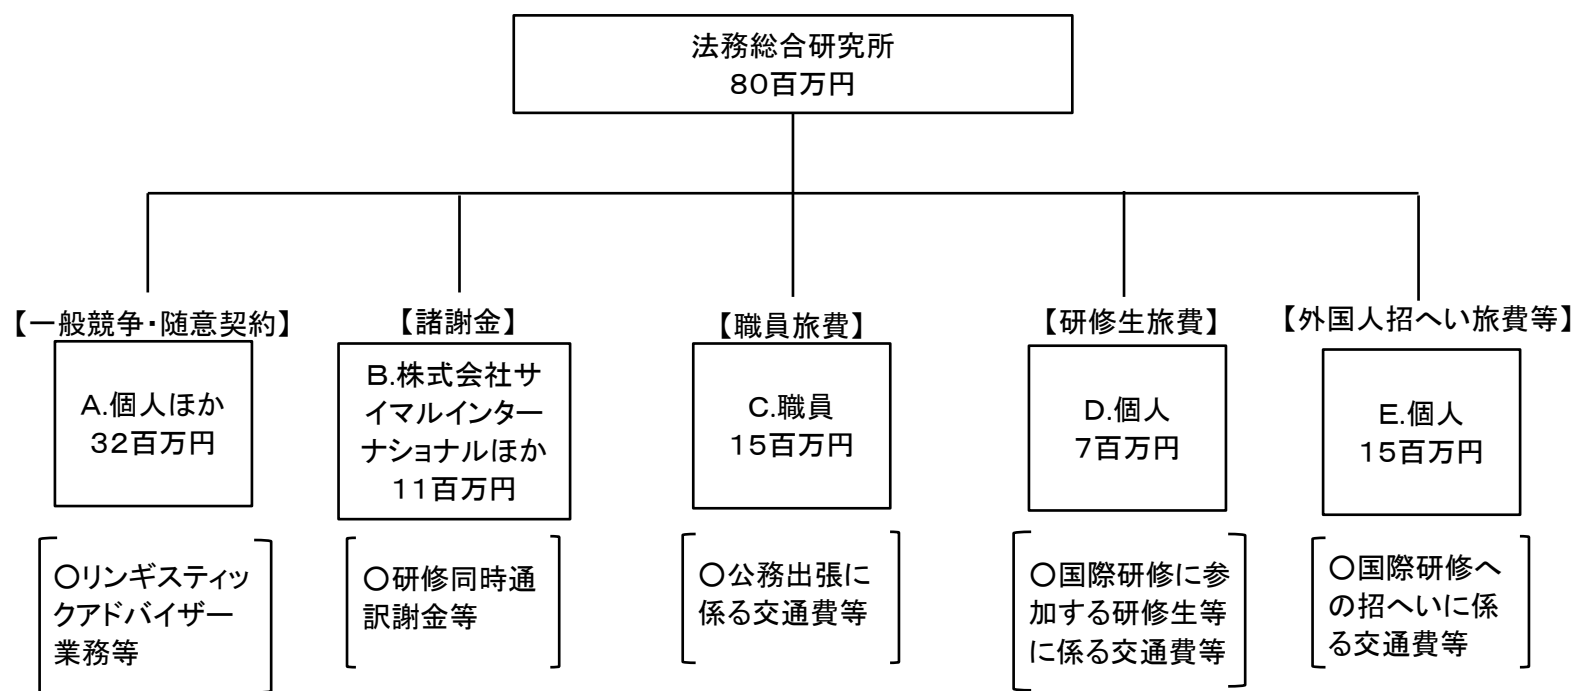 法務総合研究所
80百万円
【一般競争・随意契約】
【諸謝金】
【職員旅費】
【研修生旅費】
【外国人招へい旅費等】
A.個人ほか
32百万円
B.株式会社サ
イマルインター
ナショナルほか
11百万円
C.職員
15百万円
D.個人
7百万円
E.個人
15百万円
○リンギスティッ
クアドバイザー
業務等
○研修同時通
訳謝金等
○公務出張に
係る交通費等
○国際研修に参
加する研修生等
に係る交通費等
○国際研修へ
の招へいに係
る交通費等